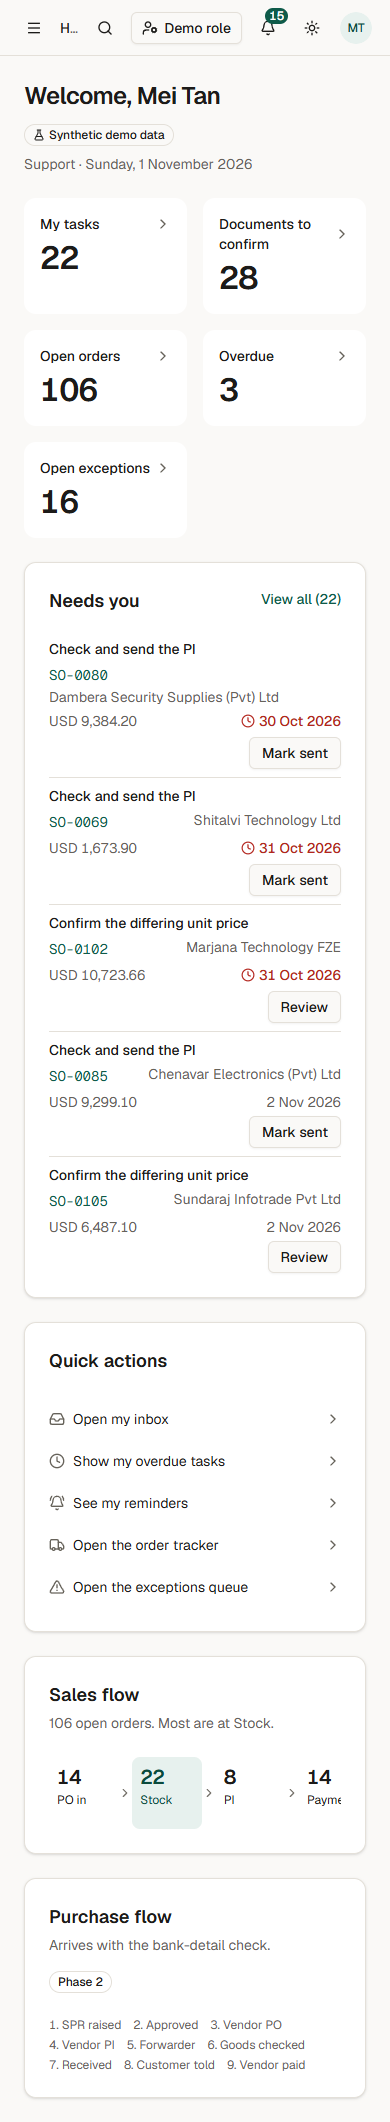 H...
Demo role
15
MT
Welcome, Mei Tan
Synthetic demo data
Support · Sunday, 1 November 2026
My tasks
22
Documents to
confirm
28
Open orders
106
Overdue
3
Open exceptions
16
Needs you
View all (22)
Check and send the PI
SO-0080
Dambera Security Supplies (Pvt) Ltd
USD 9,384.20
30 Oct 2026
Mark sent
Check and send the PI
SO-0069
Shitalvi Technology Ltd
USD 1,673.90
31 Oct 2026
Mark sent
Confirm the differing unit price
SO-0102
Marjana Technology FZE
USD 10,723.66
31 Oct 2026
Review
Check and send the PI
SO-0085
Chenavar Electronics (Pvt) Ltd
USD 9,299.10
2 Nov 2026
Mark sent
Confirm the differing unit price
SO-0105
Sundaraj Infotrade Pvt Ltd
USD 6,487.10
2 Nov 2026
Review
Quick actions
Open my inbox
Show my overdue tasks
See my reminders
Open the order tracker
Open the exceptions queue
Sales flow
106 open orders. Most are at Stock.
14
PO in
22
Stock
8
PI
14
Payme
Purchase flow
Arrives with the bank-detail check.
Phase 2
1. SPR raised 2. Approved 3. Vendor PO
4. Vendor PI 5. Forwarder 6. Goods checked
7. Received 8. Customer told 9. Vendor paid